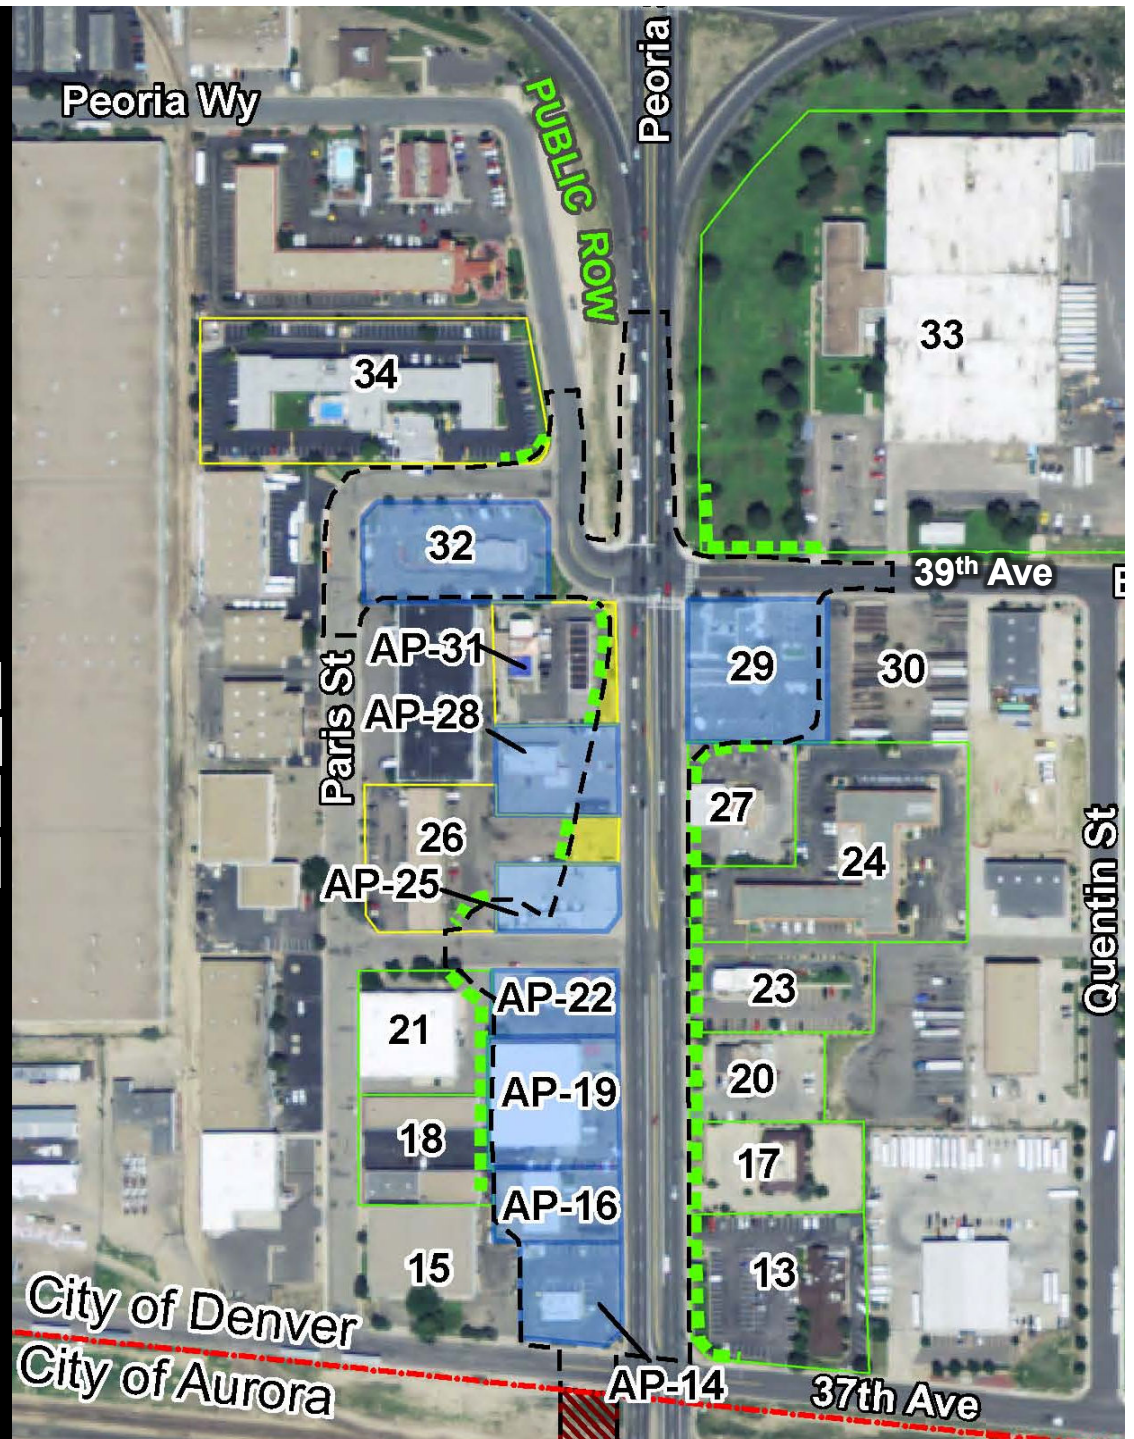 Peoria Wy
Peoria
PUBLIC ROW
33
34
32
39th Ave
AP-31
29
30
AP-28
Paris St
27
26
24
AP-25
Quentin St
AP-22
23
21
20
AP-19
18
17
AP-16
15
13
City of Denver
City of Aurora
AP-14
37th Ave